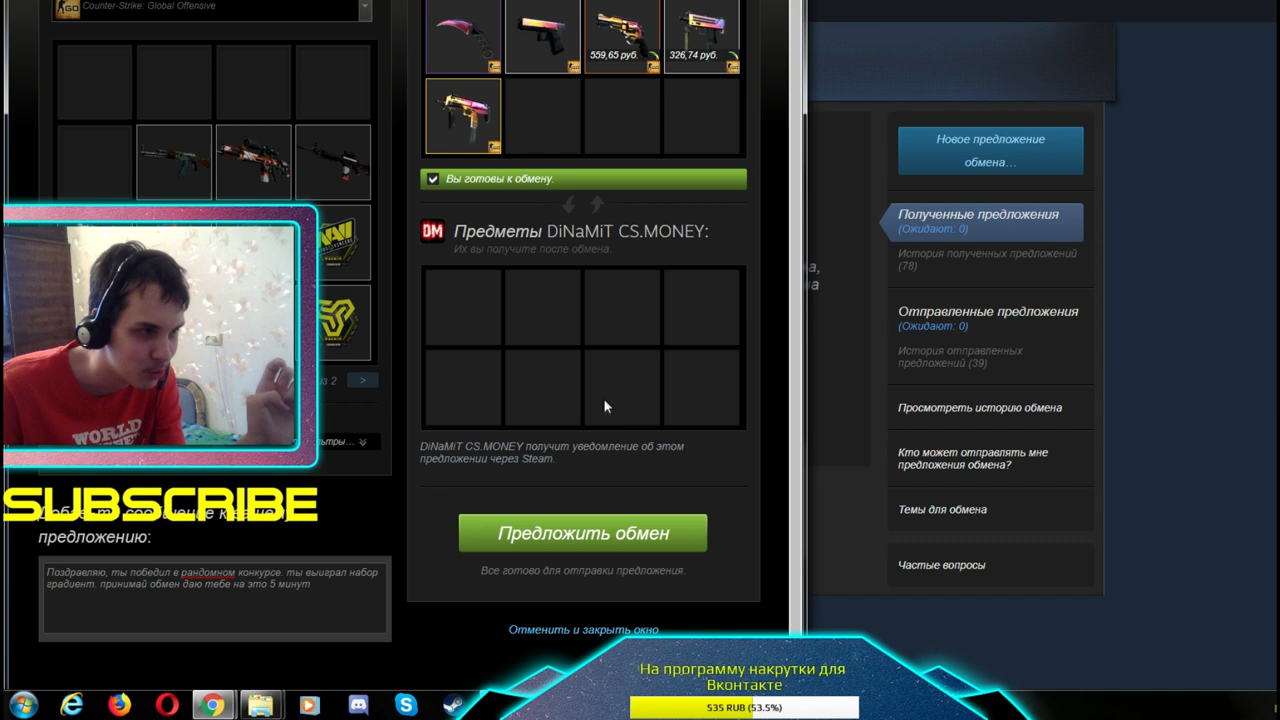 Counter-Strike: Global Offensive
559,65 руб.
326,74 руб.
Вы готовы к обмену.
Предметы DiNaMiT CS.MONEY:
Их вы получите после обмена.
DM
DiNaMiT CS.MONEY получит уведомление об этом
предложении через Steam.
Предложить обмен
Все готово для отправки предложения.
Отменить и закрыть окно
из 2
>
WORLD
SUBSCRIBE
предложению:
Поздравляю, ты победил в рандомном конкурсе. ты выиграл набор
градиент. принимай обмен даю тебе на это 5 минут
Новое предложение
обмена…
Полученные предложения
(Ожидают: 0)
История полученных предложений
(78)
Отправленные предложения
(Ожидают: 0)
История отправленных
предложений (39)
Просмотреть историю обмена
Кто может отправлять мне
предложения обмена?
Темы для обмена
Частые вопросы
На программу накрутки для
Вконтакте
535 RUB (53.5%)